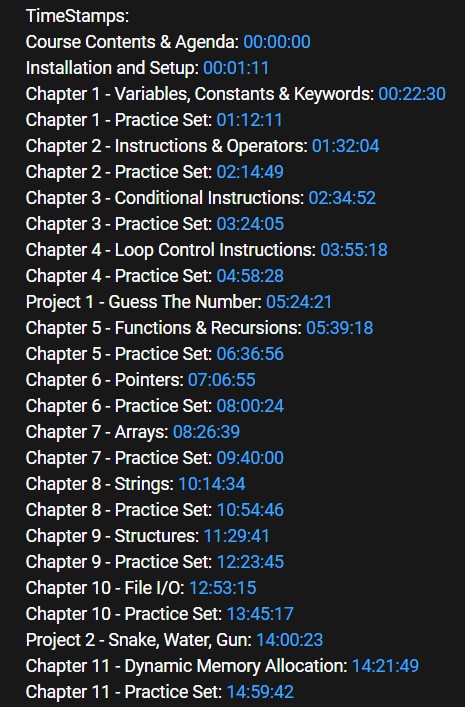 TimeStamps:
Course Contents & Agenda: 00:00:00
Installation and Setup: 00:01:11
Chapter 1 - Variables, Constants & Keywords: 00:22:30
Chapter 1 - Practice Set: 01:12:11
Chapter 2 - Instructions & Operators: 01:32:04
Chapter 2 - Practice Set: 02:14:49
Chapter 3 - Conditional Instructions: 02:34:52
Chapter 3 - Practice Set: 03:24:05
Chapter 4 - Loop Control Instructions: 03:55:18
Chapter 4 - Practice Set: 04:58:28
Project 1 - Guess The Number: 05:24:21
Chapter 5 - Functions & Recursions: 05:39:18
Chapter 5 - Practice Set: 06:36:56
Chapter 6 - Pointers: 07:06:55
Chapter 6 - Practice Set: 08:00:24
Chapter 7 - Arrays: 08:26:39
Chapter 7 - Practice Set: 09:40:00
Chapter 8 - Strings: 10:14:34
Chapter 8 - Practice Set: 10:54:46
Chapter 9 - Structures: 11:29:41
Chapter 9 - Practice Set: 12:23:45
Chapter 10 - File I/O: 12:53:15
Chapter 10 - Practice Set: 13:45:17
Project 2 - Snake, Water, Gun: 14:00:23
Chapter 11 - Dynamic Memory Allocation: 14:21:49
Chapter 11 - Practice Set: 14:59:42